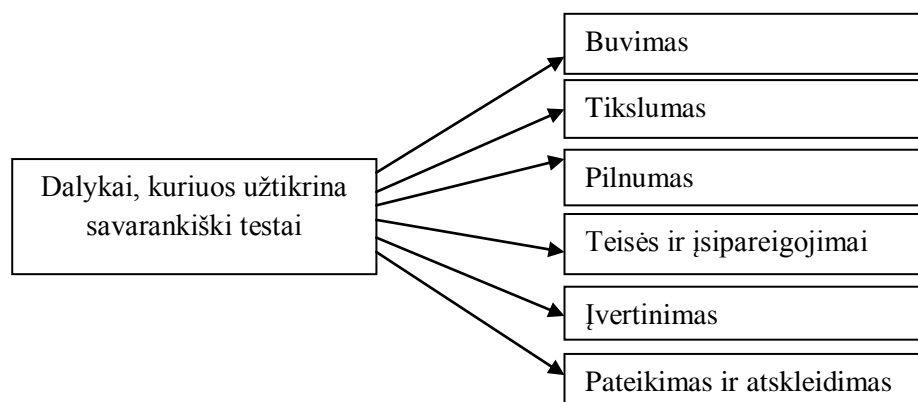 Dalykai, kuriuos užtikrina
savarankiški testai
Buvimas
Tikslumas
Pilnumas
Teisės ir įsipareigojimai
Įvertinimas
Pateikimas ir atskleidimas